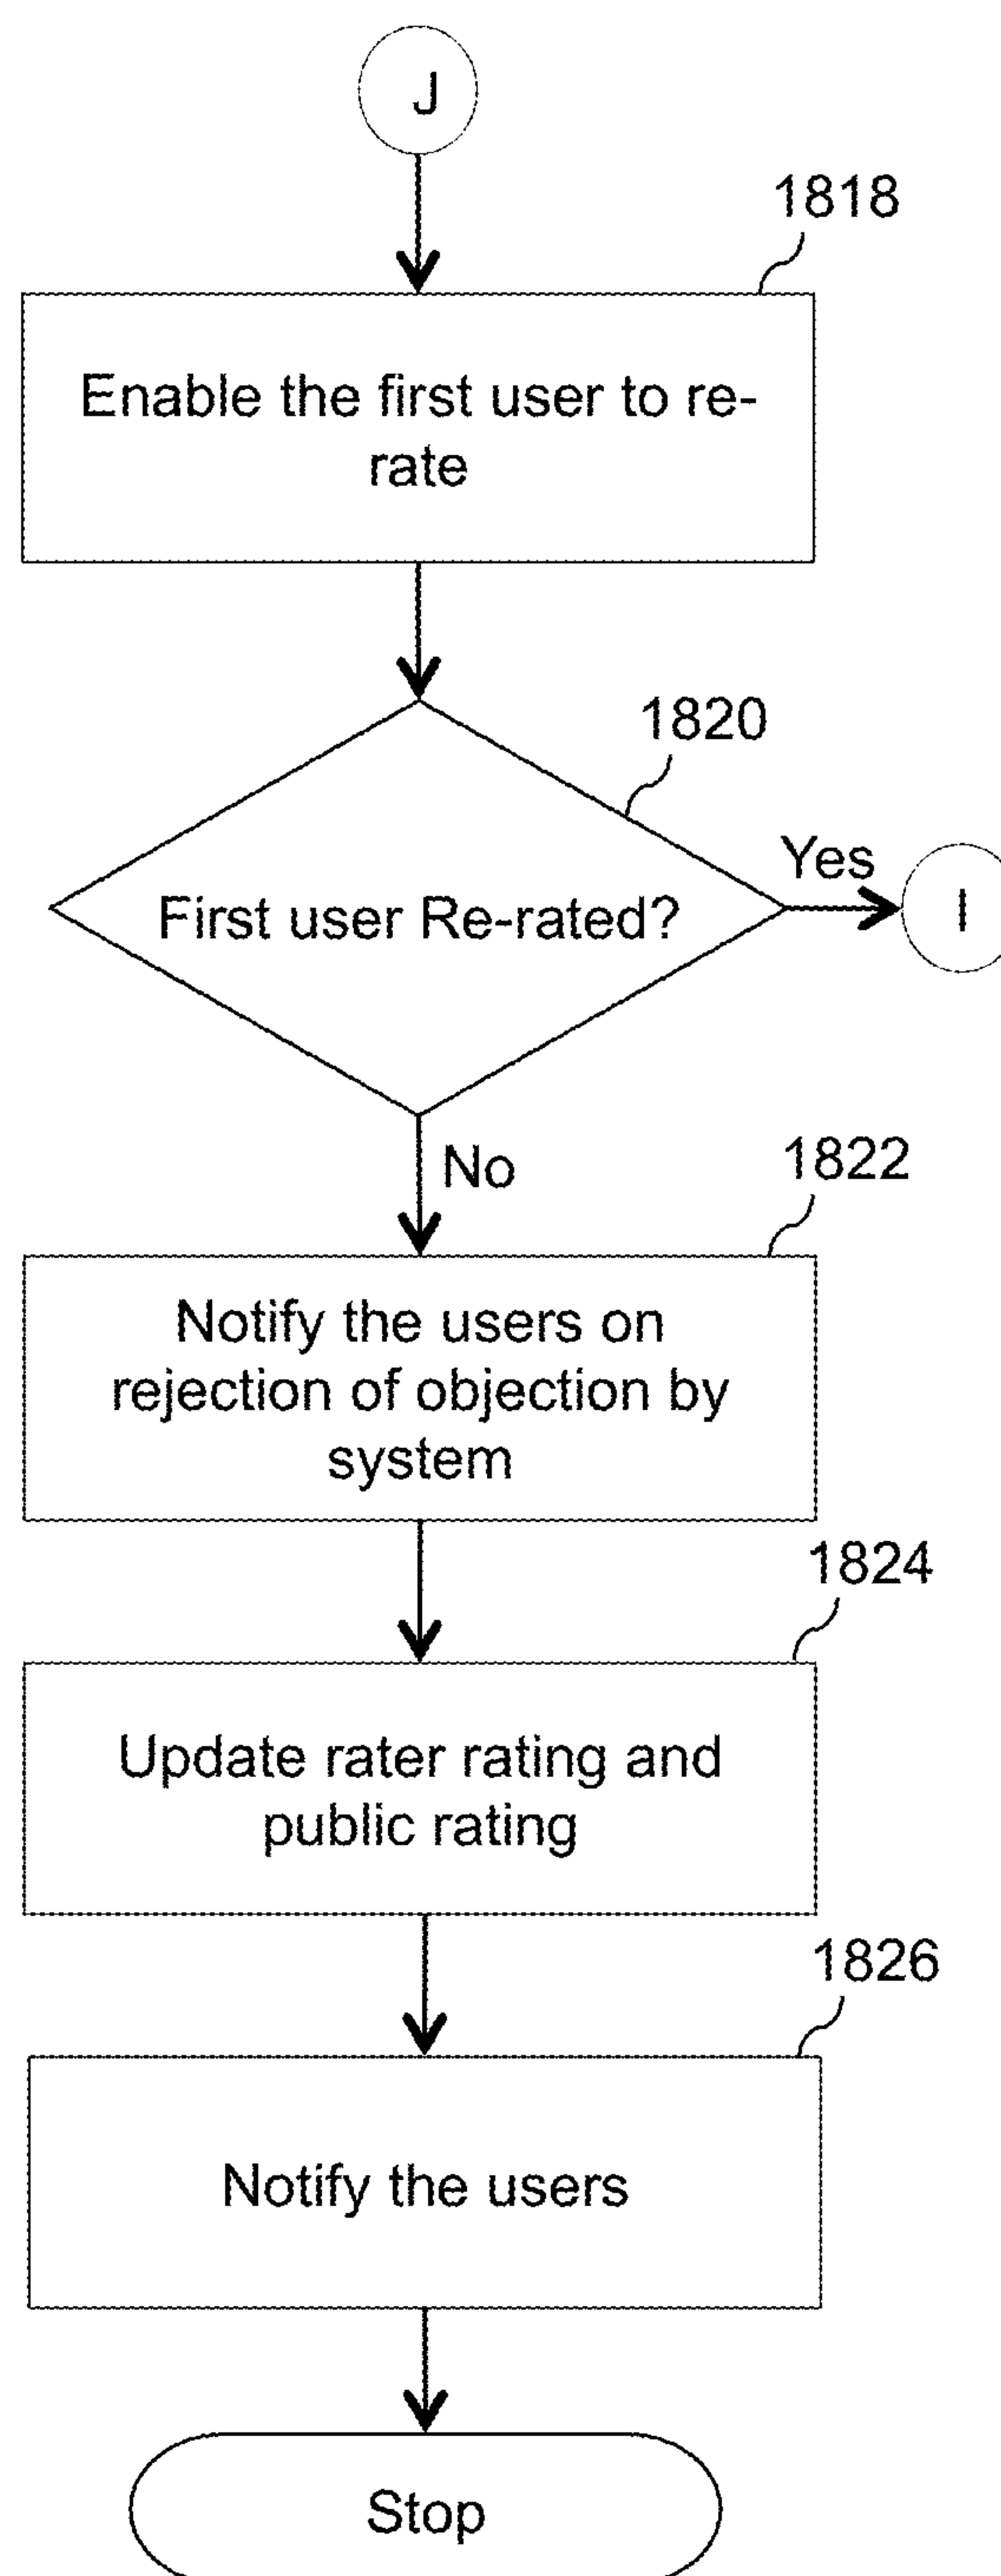 J
1818
Enable the first user to re-
rate
1820
Yes
First user Re-rated?
I
No
1822
Notify the users on
rejection of objection by
system
1824
Update rater rating and
public rating
1826
Notify the users
Stop